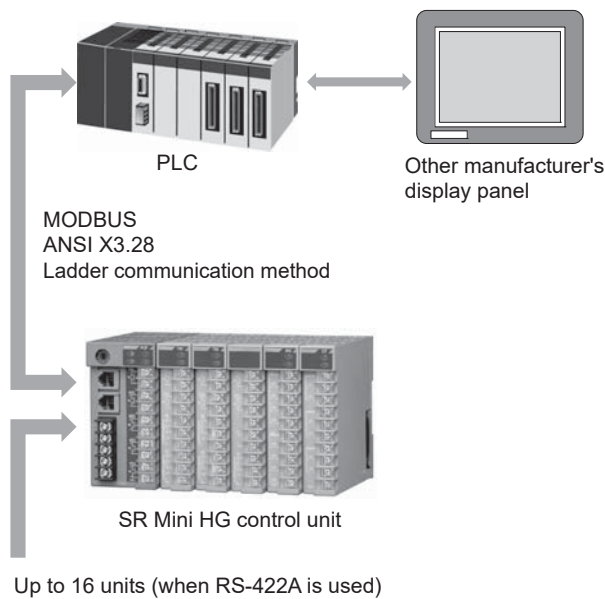 PLC
Other manufacturer's
display panel
MODBUS
ANSI X3.28
Ladder communication method
SR Mini HG control unit
Up to 16 units (when RS-422A is used)